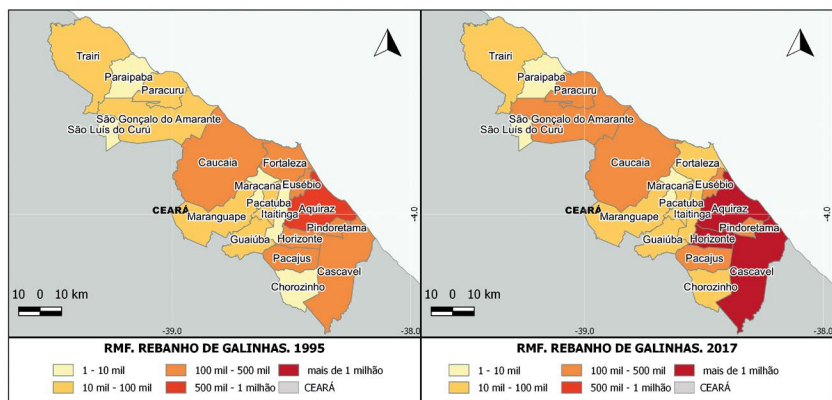 Trairi
Paraipaba
Paracuru
São Gonçalo do Amarante
São Luís do Curú
Caucaia
Fortaleza
Maracanaú
Eusébio
Pacatuba
Aquiraz
CEARÁ
Maranguape
Itaitinga
Pindoretama
Guaiúba
Horizonte
Pacajus
Cascavel
Chorozinho
10 0 10 km
-4.0
-39.0
-38.0
RMF. REBANHO DE GALINHAS. 1995
1 - 10 mil
100 mil - 500 mil
mais de 1 milhão
10 mil - 100 mil
500 mil - 1 milhão
CEARÁ
Trairi
Paraipaba
Paracuru
São Gonçalo do Amarante
São Luís do Curú
Caucaia
Fortaleza
Maracanaú
Eusébio
Pacatuba
Aquiraz
CEARÁ
Maranguape
Itaitinga
Pindoretama
Guaiúba
Horizonte
Pacajus
Cascavel
Chorozinho
10 0 10 km
-4.0
-39.0
-38.0
RMF. REBANHO DE GALINHAS. 2017
1 - 10 mil
100 mil - 500 mil
mais de 1 milhão
10 mil - 100 mil
500 mil - 1 milhão
CEARÁ